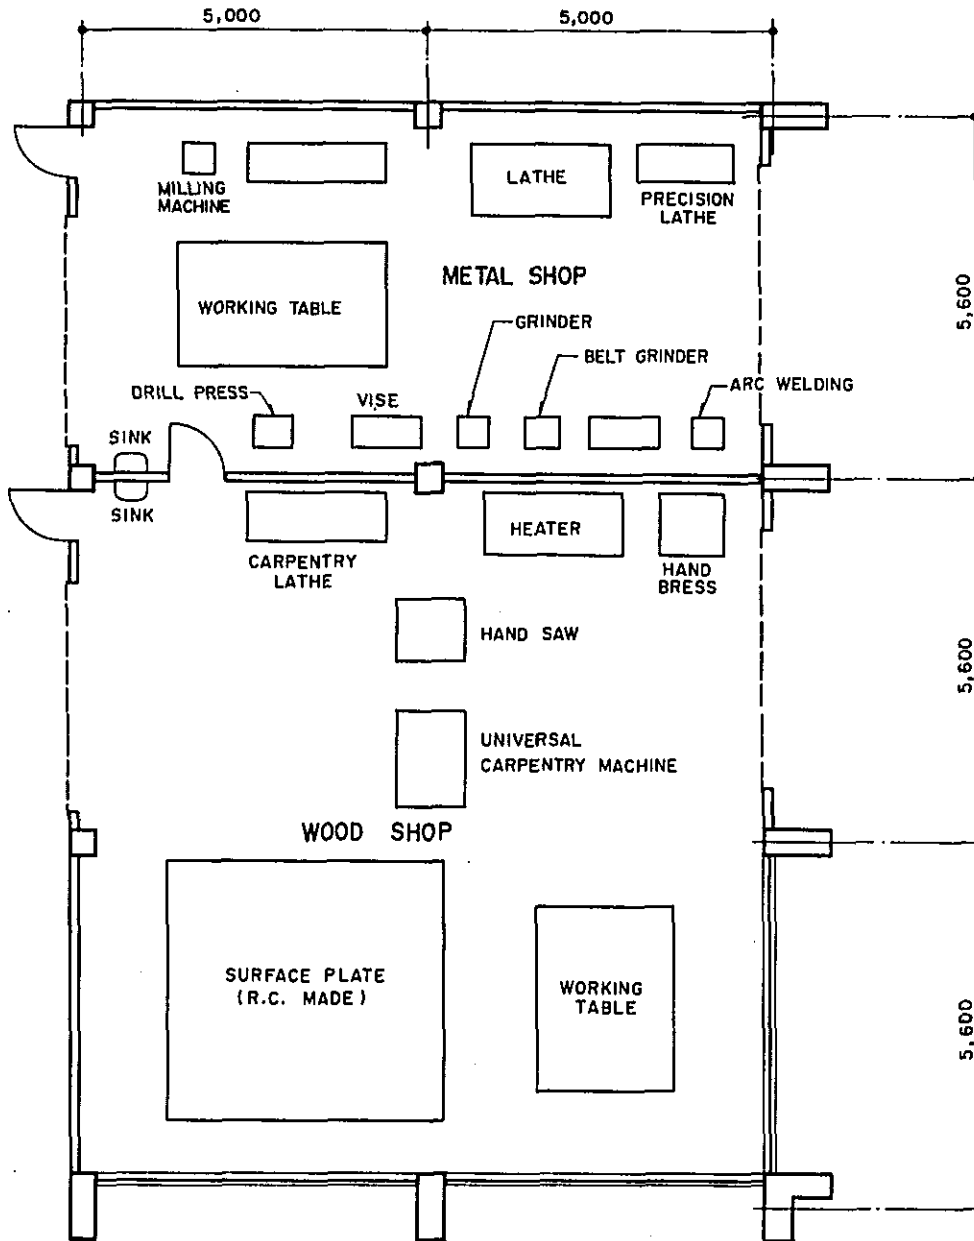 5,000
5,000
MILLING
MACHINE
LATHE
PRECISION
LATHE
METAL SHOP
WORKING TABLE
5,600
GRINDER
BELT GRINDER
DRILL PRESS
VISE
ARC WELDING
SINK
SINK
CARPENTRY
LATHE
HEATER
HAND
BRESS
HAND SAW
5,600
UNIVERSAL
CARPENTRY MACHINE
WOOD SHOP
SURFACE PLATE
(R.C. MADE)
WORKING
TABLE
5,600